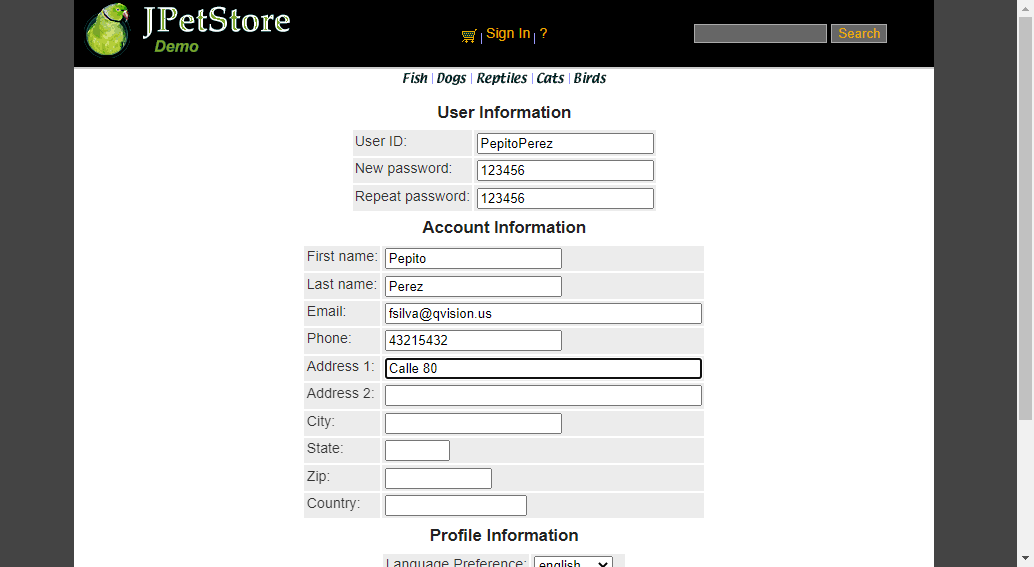 JPetStore
Demo
Sign In | ?
Search
Fish | Dogs | Reptiles | Cats | Birds
User Information
User ID: PepitoPerez
New password: 123456
Repeat password: 123456
Account Information
First name: Pepito
Last name: Perez
Email: fsilva@qvision.us
Phone: 43215432
Address 1: Calle 80
Address 2:
City:
State:
Zip:
Country:
Profile Information
Language Preference: english